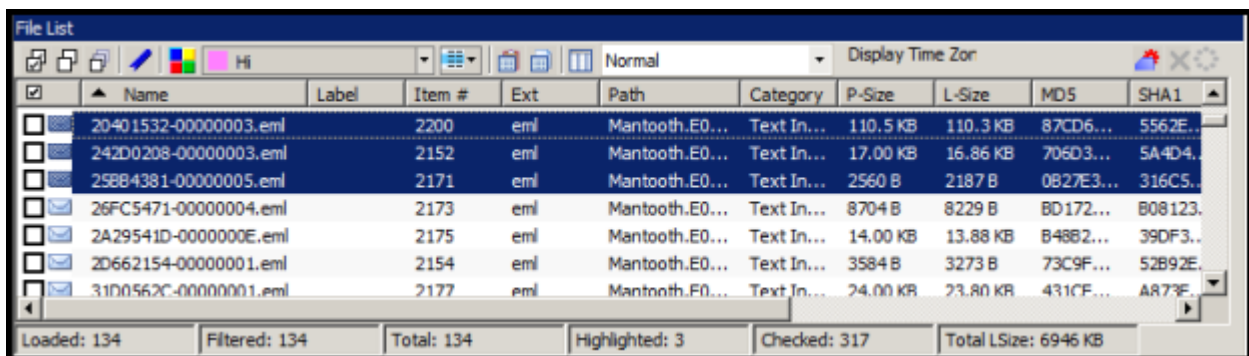 File List
Hi Normal Display Time Zor
Name Label Item # Ext Path Category P-Size L-Size MD5 SHA1
20401532-00000003.eml 2200 eml Mantooth.E0... Text In... 110.5 KB 110.3 KB 87CD6... 5562E...
242D0208-00000003.eml 2152 eml Mantooth.E0... Text In... 17.00 KB 16.86 KB 706D3... 5A4D4..
25BB4381-00000005.eml 2171 eml Mantooth.E0... Text In... 2560 B 2187 B 0B27E3... 316C5..
26FC5471-00000004.eml 2173 eml Mantooth.E0... Text In... 8704 B 8229 B BD172... B08123.
2A29541D-0000000E.eml 2175 eml Mantooth.E0... Text In... 14.00 KB 13.88 KB B48B2... 39DF3..
2D662154-00000001.eml 2154 eml Mantooth.E0... Text In... 3584 B 3273 B 73C9F... 52B92E.
31D0562C-00000001.eml 2177 eml Mantooth.E0... Text In... 24.00 KB 23.80 KB 431CF... A873F..
Loaded: 134 Filtered: 134 Total: 134 Highlighted: 3 Checked: 317 Total LSize: 6946 KB